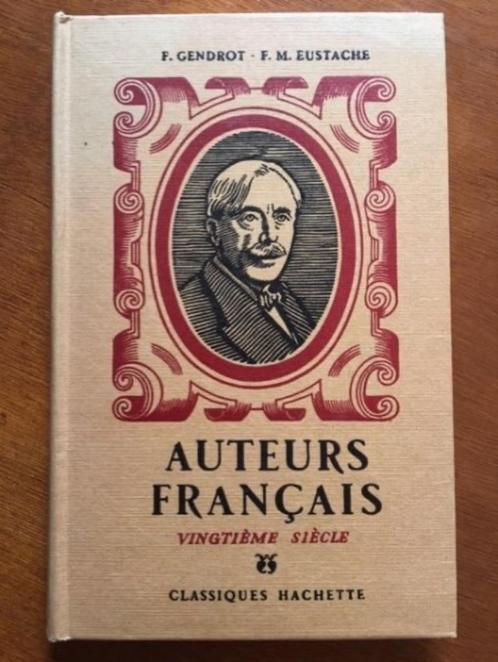 F. GENDROT · F. M. EUSTACHE
AUTEURS
FRANÇAIS
VINGTIÈME SIÈCLE
CLASSIQUES HACHETTE